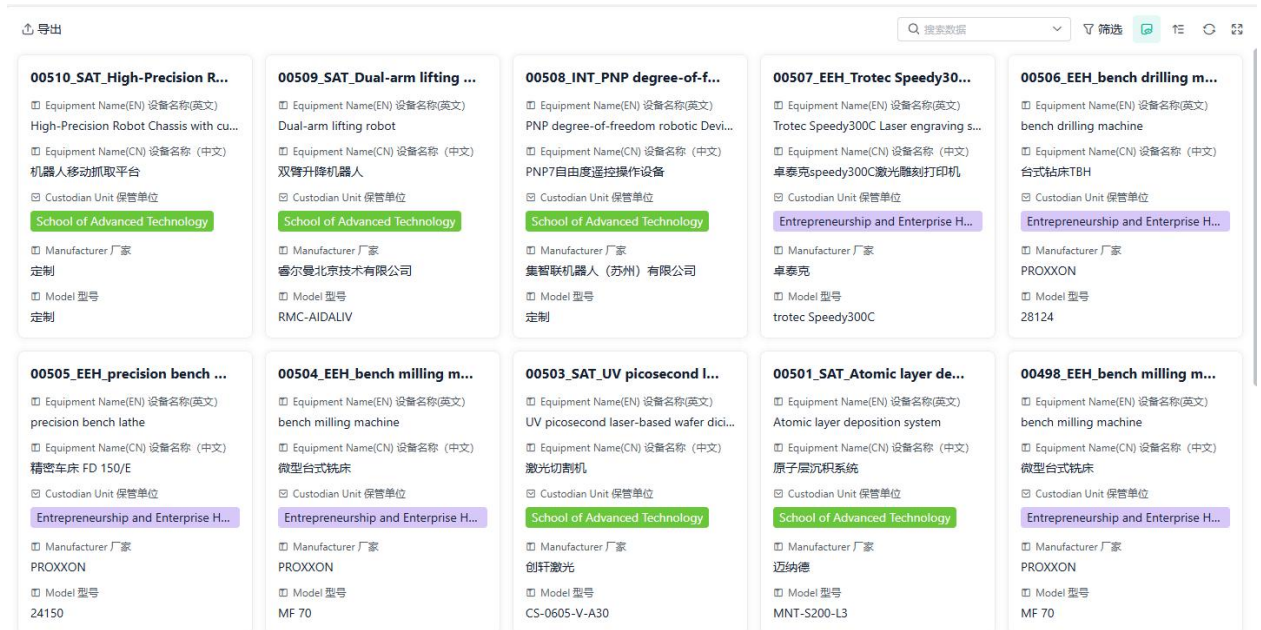 导出
搜索数据
筛选
00510_SAT_High-Precision R...
Equipment Name(EN) 设备名称(英文)
High-Precision Robot Chassis with cu...
Equipment Name(CN) 设备名称（中文）
机器人移动抓取平台
Custodian Unit 保管单位
School of Advanced Technology
Manufacturer 厂家
定制
Model 型号
定制
00509_SAT_Dual-arm lifting ...
Equipment Name(EN) 设备名称(英文)
Dual-arm lifting robot
Equipment Name(CN) 设备名称（中文）
双臂升降机器人
Custodian Unit 保管单位
School of Advanced Technology
Manufacturer 厂家
睿尔曼北京技术有限公司
Model 型号
RMC-AIDALIV
00508_INT_PNP degree-of-f...
Equipment Name(EN) 设备名称(英文)
PNP degree-of-freedom robotic Devi...
Equipment Name(CN) 设备名称（中文）
PNP7自由度遥控操作设备
Custodian Unit 保管单位
School of Advanced Technology
Manufacturer 厂家
集智联机器人（苏州）有限公司
Model 型号
定制
00507_EEH_Trotec Speedy30...
Equipment Name(EN) 设备名称(英文)
Trotec Speedy300C Laser engraving s...
Equipment Name(CN) 设备名称（中文）
卓泰克speedy300C激光雕刻打印机
Custodian Unit 保管单位
Entrepreneurship and Enterprise H...
Manufacturer 厂家
卓泰克
Model 型号
trotec Speedy300C
00506_EEH_bench drilling m...
Equipment Name(EN) 设备名称(英文)
bench drilling machine
Equipment Name(CN) 设备名称（中文）
台式钻床TBH
Custodian Unit 保管单位
Entrepreneurship and Enterprise H...
Manufacturer 厂家
PROXXON
Model 型号
28124
00505_EEH_precision bench ...
Equipment Name(EN) 设备名称(英文)
precision bench lathe
Equipment Name(CN) 设备名称（中文）
精密车床 FD 150/E
Custodian Unit 保管单位
Entrepreneurship and Enterprise H...
Manufacturer 厂家
PROXXON
Model 型号
24150
00504_EEH_bench milling m...
Equipment Name(EN) 设备名称(英文)
bench milling machine
Equipment Name(CN) 设备名称（中文）
微型台式铣床
Custodian Unit 保管单位
Entrepreneurship and Enterprise H...
Manufacturer 厂家
PROXXON
Model 型号
MF 70
00503_SAT_UV picosecond l...
Equipment Name(EN) 设备名称(英文)
UV picosecond laser-based wafer dici...
Equipment Name(CN) 设备名称（中文）
激光切割机
Custodian Unit 保管单位
School of Advanced Technology
Manufacturer 厂家
创轩激光
Model 型号
CS-0605-V-A30
00501_SAT_Atomic layer de...
Equipment Name(EN) 设备名称(英文)
Atomic layer deposition system
Equipment Name(CN) 设备名称（中文）
原子层沉积系统
Custodian Unit 保管单位
School of Advanced Technology
Manufacturer 厂家
迈纳德
Model 型号
MNT-S200-L3
00498_EEH_bench milling m...
Equipment Name(EN) 设备名称(英文)
bench milling machine
Equipment Name(CN) 设备名称（中文）
微型台式铣床
Custodian Unit 保管单位
Entrepreneurship and Enterprise H...
Manufacturer 厂家
PROXXON
Model 型号
MF 70